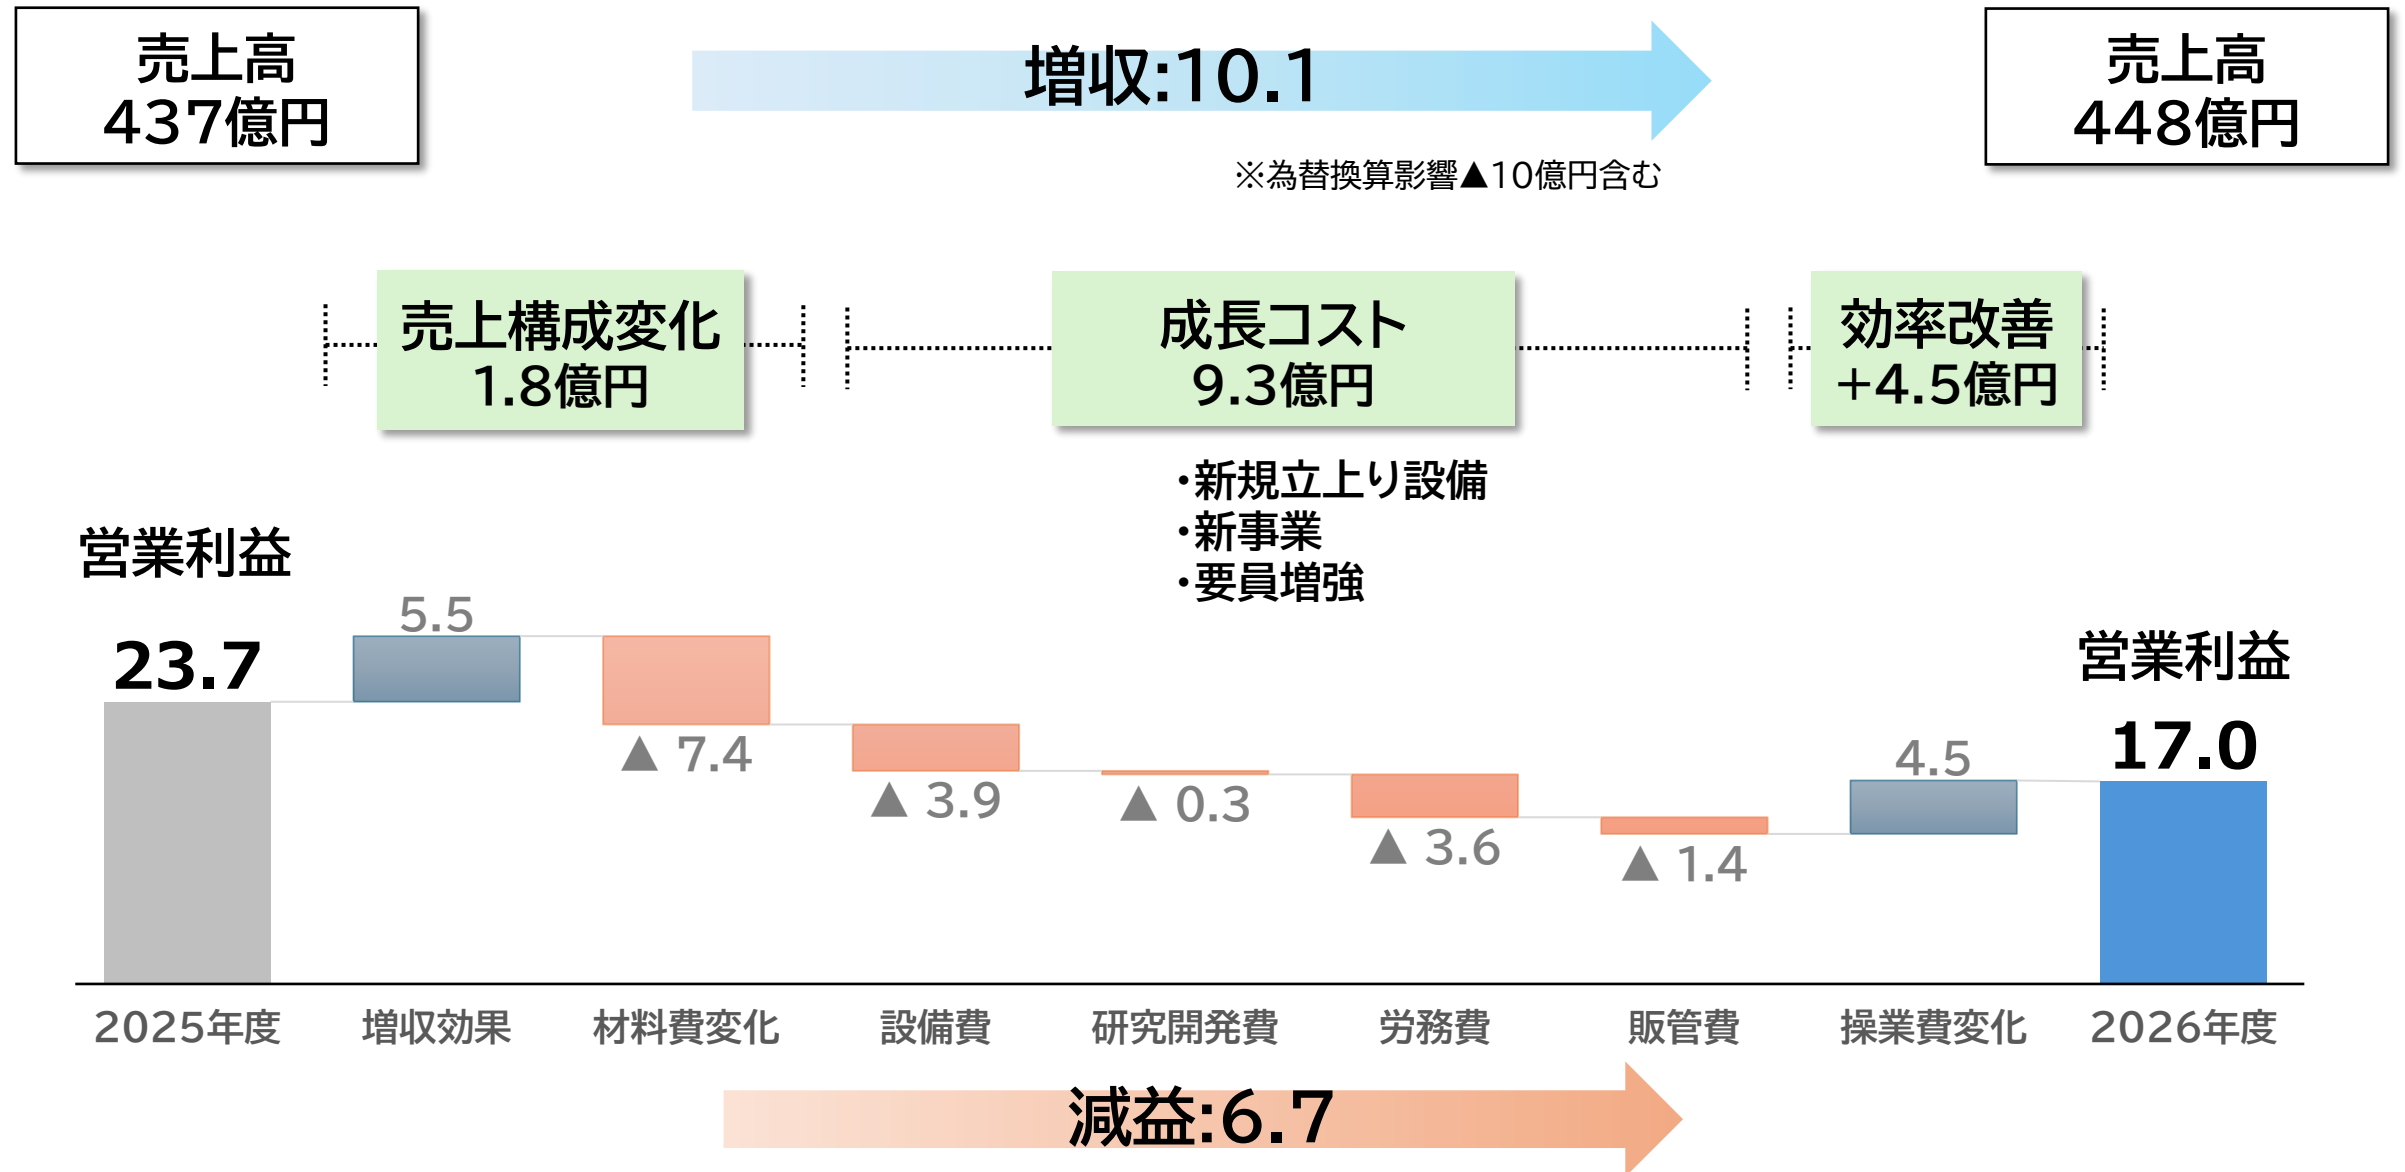 売上高
437億円
増収:10.1
※為替換算影響▲10億円含む
売上高
448億円
売上構成変化
1.8億円
成長コスト
9.3億円
効率改善
+4.5億円
・新規立上り設備
・新事業
・要員増強
営業利益
23.7
5.5
▲ 7.4
▲ 3.9
▲ 0.3
▲ 3.6
▲ 1.4
4.5
営業利益
17.0
2025年度
増収効果
材料費変化
設備費
研究開発費
労務費
販管費
操業費変化
2026年度
減益:6.7